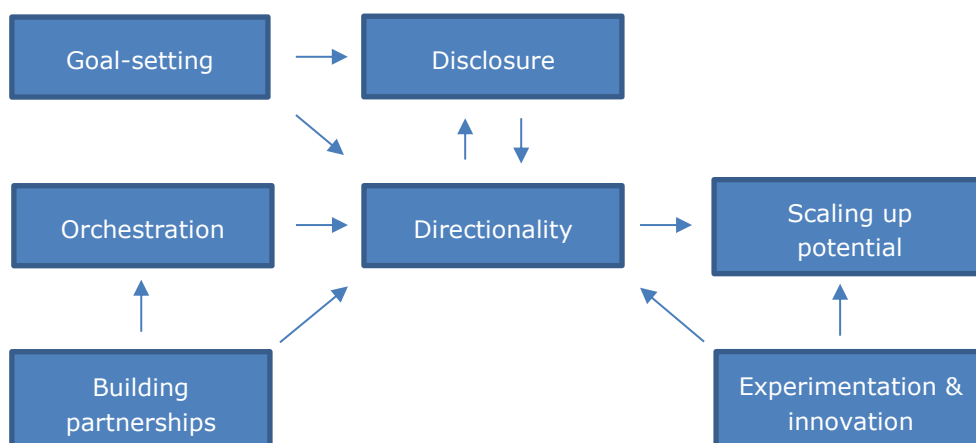 Goal-setting
Disclosure
Orchestration
Directionality
Scaling up
potential
Building
partnerships
Experimentation &
innovation